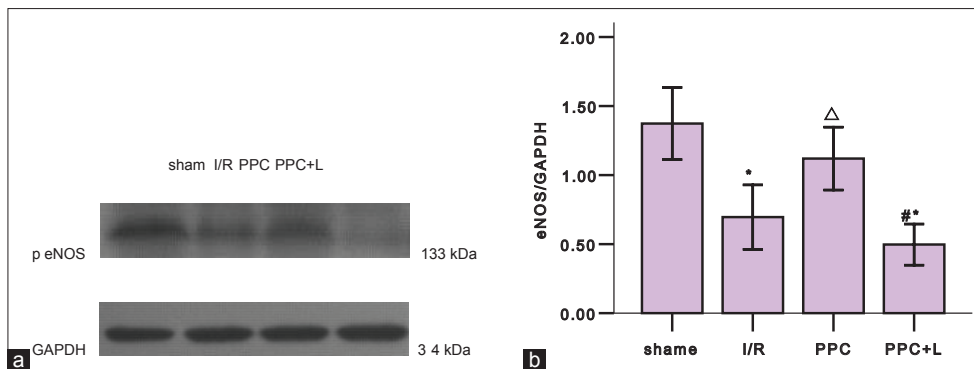 sham I/R PPC PPC+L
p eNOS
133 kDa
GAPDH
3 4 kDa
a
eNOS/GAPDH
2.00
1.50
1.00
0.50
0.00
*
△
#*
shame I/R PPC PPC+L
b